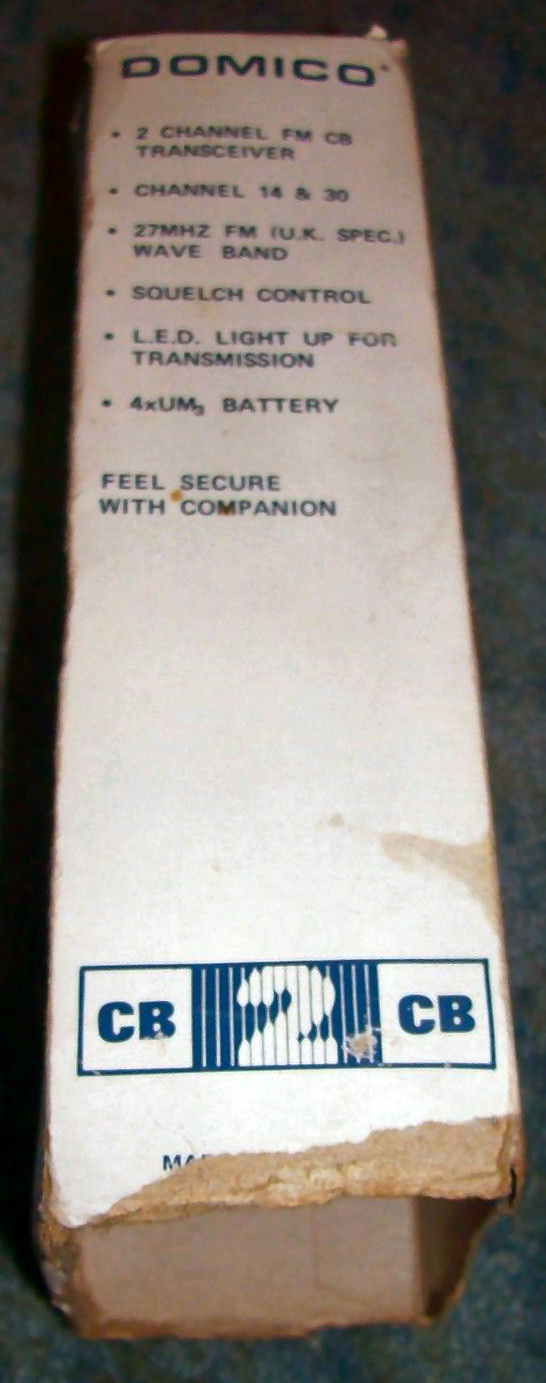 DOMICO
• 2 CHANNEL FM CB
TRANSCEIVER
• CHANNEL 14 & 30
• 27MHZ FM (U.K. SPEC.)
WAVE BAND
• SQUELCH CONTROL
• L.E.D. LIGHT UP FOR
TRANSMISSION
• 4xUM3 BATTERY
FEEL SECURE
WITH COMPANION
CB 2 CB